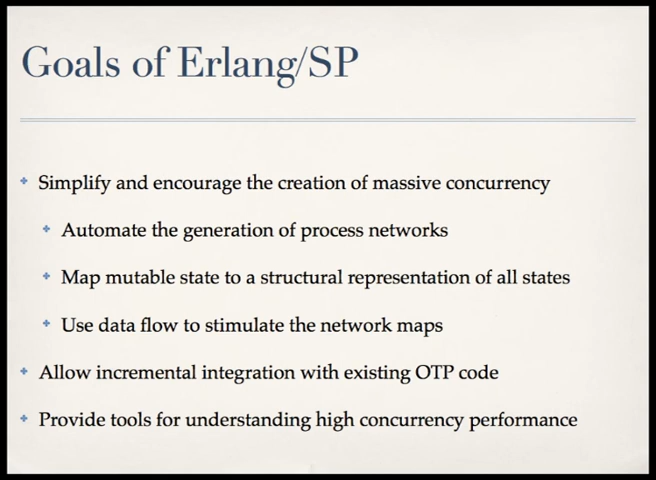 Goals of Erlang/SP
Simplify and encourage the creation of massive concurrency
Automate the generation of process networks
Map mutable state to a structural representation of all states
Use data flow to stimulate the network maps
Allow incremental integration with existing OTP code
Provide tools for understanding high concurrency performance